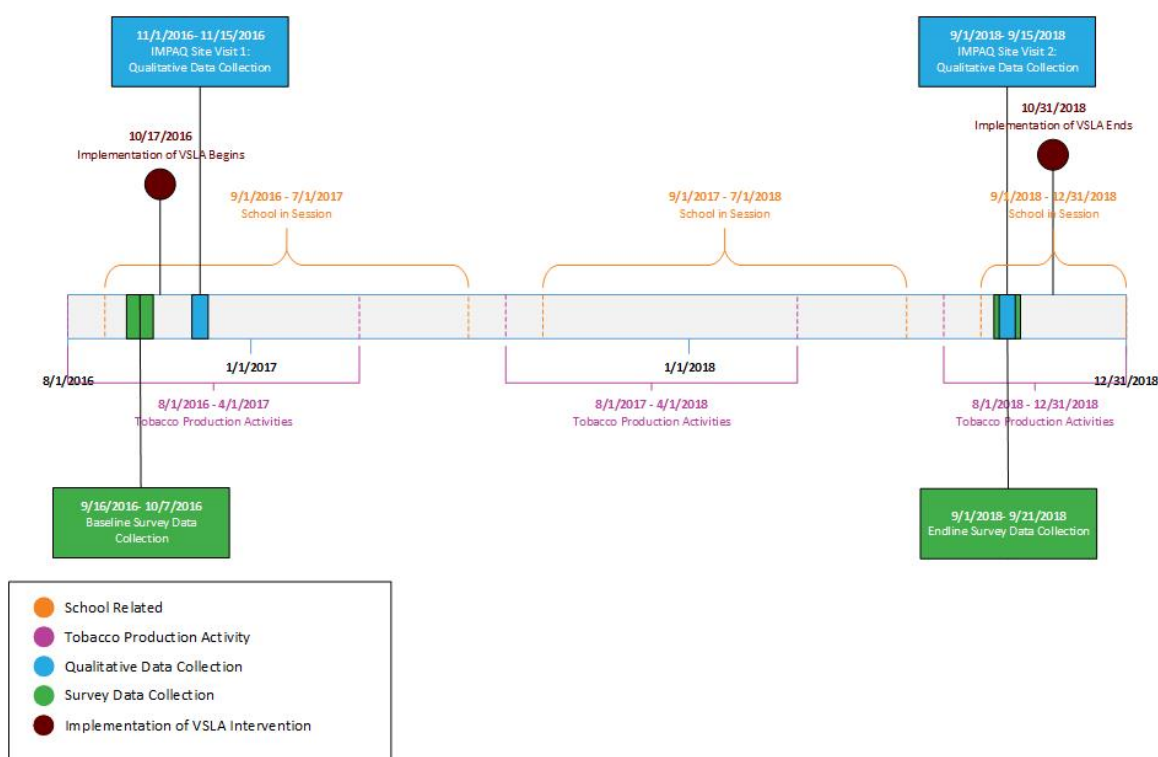 11/1/2016- 11/15/2016
IMPAQ Site Visit 1:
Qualitative Data Collection
9/1/2018- 9/15/2018
IMPAQ Site Visit 2:
Qualitative Data Collection
10/17/2016
Implementation of VSLA Begins
10/31/2018
Implementation of VSLA Ends
9/1/2016 - 7/1/2017
School in Session
9/1/2017 - 7/1/2018
School in Session
9/1/2018 - 12/31/2018
School in Session
8/1/2016
1/1/2017
1/1/2018
12/31/2018
8/1/2016 - 4/1/2017
Tobacco Production Activities
8/1/2017 - 4/1/2018
Tobacco Production Activities
8/1/2018 - 12/31/2018
Tobacco Production Activities
9/16/2016- 10/7/2016
Baseline Survey Data
Collection
9/1/2018- 9/21/2018
Endline Survey Data Collection
School Related
Tobacco Production Activity
Qualitative Data Collection
Survey Data Collection
Implementation of VSLA Intervention